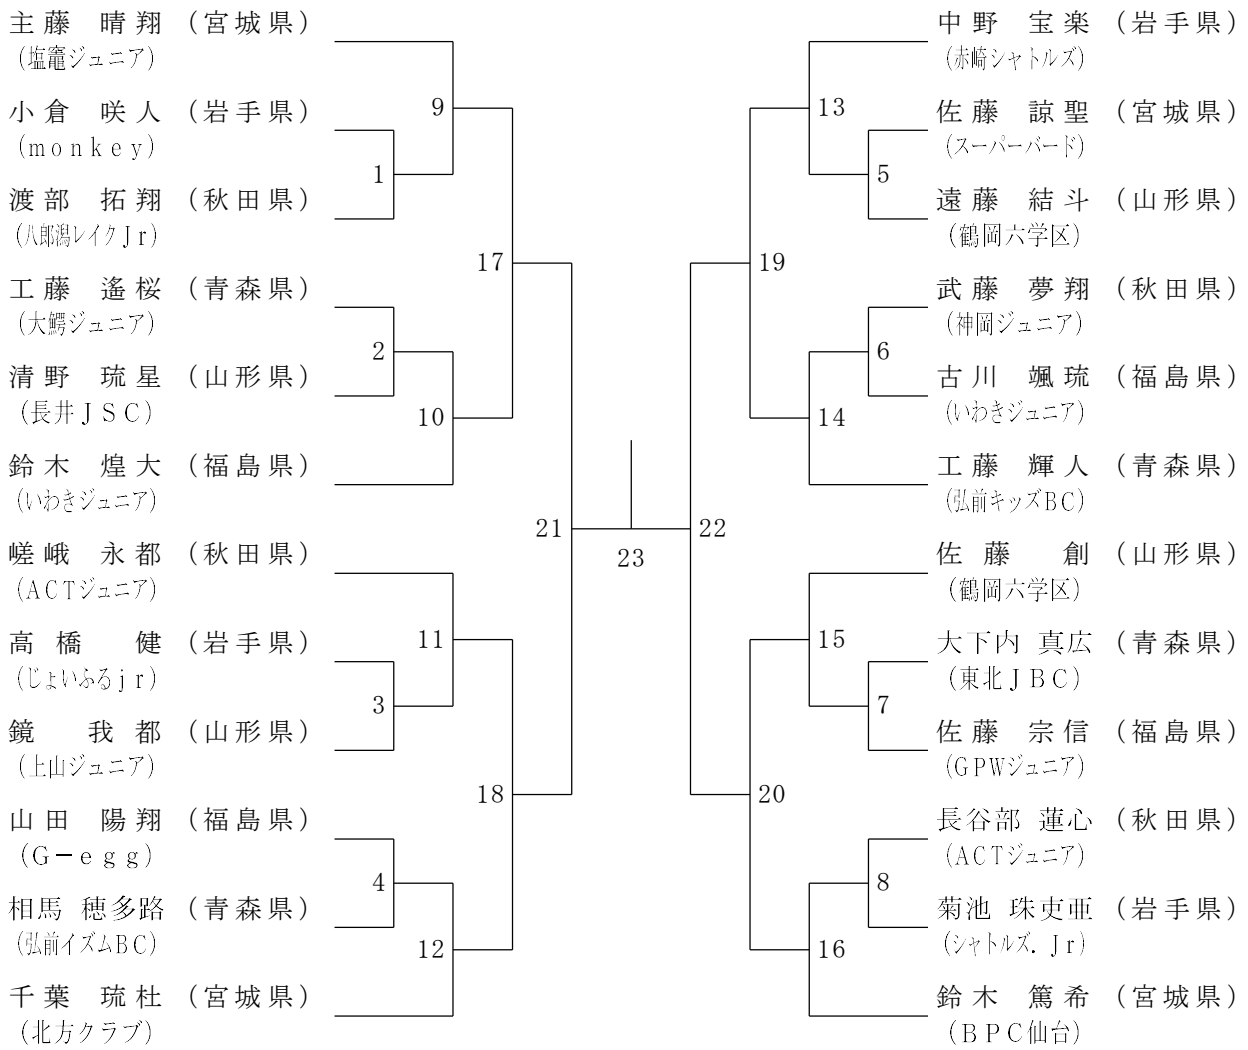 主藤 晴翔 （宮城県）
（塩竈ジュニア）
小倉 咲人 （岩手県）
（monkey）
渡部 拓翔 （秋田県）
（八郎潟レイクJr）
工藤 遙桜 （青森県）
（大鰐ジュニア）
清野 琉星 （山形県）
（長井JSC）
鈴木 煌大 （福島県）
（いわきジュニア）
嵯峨 永都 （秋田県）
（ACTジュニア）
高橋 健 （岩手県）
（じょいふるjr）
鏡 我都 （山形県）
（上山ジュニア）
山田 陽翔 （福島県）
（G－egg）
相馬 穂多路 （青森県）
（弘前イズムBC）
千葉 琉杜 （宮城県）
（北方クラブ）
9
1
17
2
10
21
11
3
18
4
12
23
中野 宝楽 （岩手県）
（赤崎シャトルズ）
佐藤 諒聖 （宮城県）
（スーパーバード）
遠藤 結斗 （山形県）
（鶴岡六学区）
武藤 夢翔 （秋田県）
（神岡ジュニア）
古川 颯琉 （福島県）
（いわきジュニア）
工藤 輝人 （青森県）
（弘前キッズBC）
佐藤 創 （山形県）
（鶴岡六学区）
大下内 真広 （青森県）
（東北JBC）
佐藤 宗信 （福島県）
（GPWジュニア）
長谷部 蓮心 （秋田県）
（ACTジュニア）
菊池 珠吏亜 （岩手県）
（シャトルズ．Jr）
鈴木 篤希 （宮城県）
（BPC仙台）
13
5
19
6
14
22
15
7
20
8
16